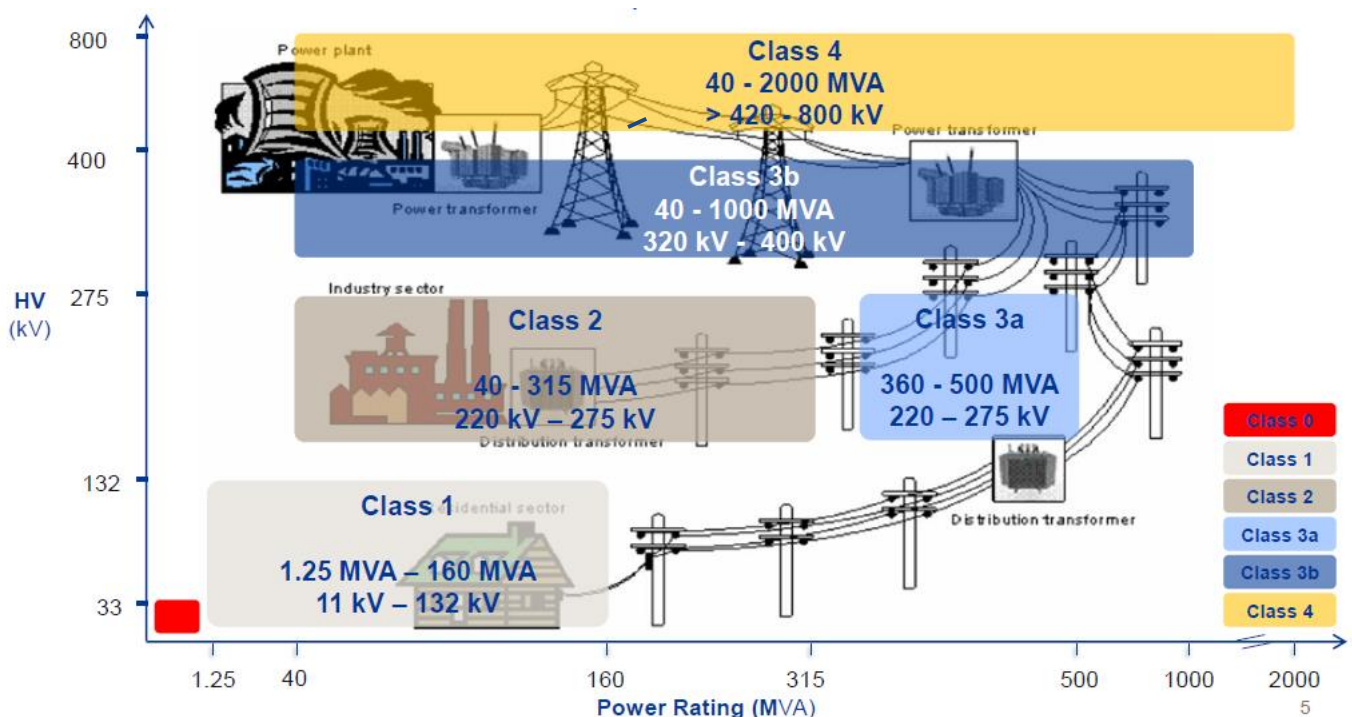 800
Power plant
Class 4
40 - 2000 MVA
> 420 - 800 kV
Power transformer
400
Class 3b
Power transformer
40 - 1000 MVA
320 kV - 400 kV
HV
(kV)
275
Industry sector
Class 2
40 - 315 MVA
220 kV – 275 kV
Distribution transformer
Class 3a
360 - 500 MVA
220 – 275 kV
Class 0
Class 1
Class 2
Class 3a
Class 3b
Class 4
132
Class 1
Residential sector
1.25 MVA – 160 MVA
11 kV – 132 kV
Distribution transformer
33
1.25 40 160 315 500 1000 2000
Power Rating (MVA)
5